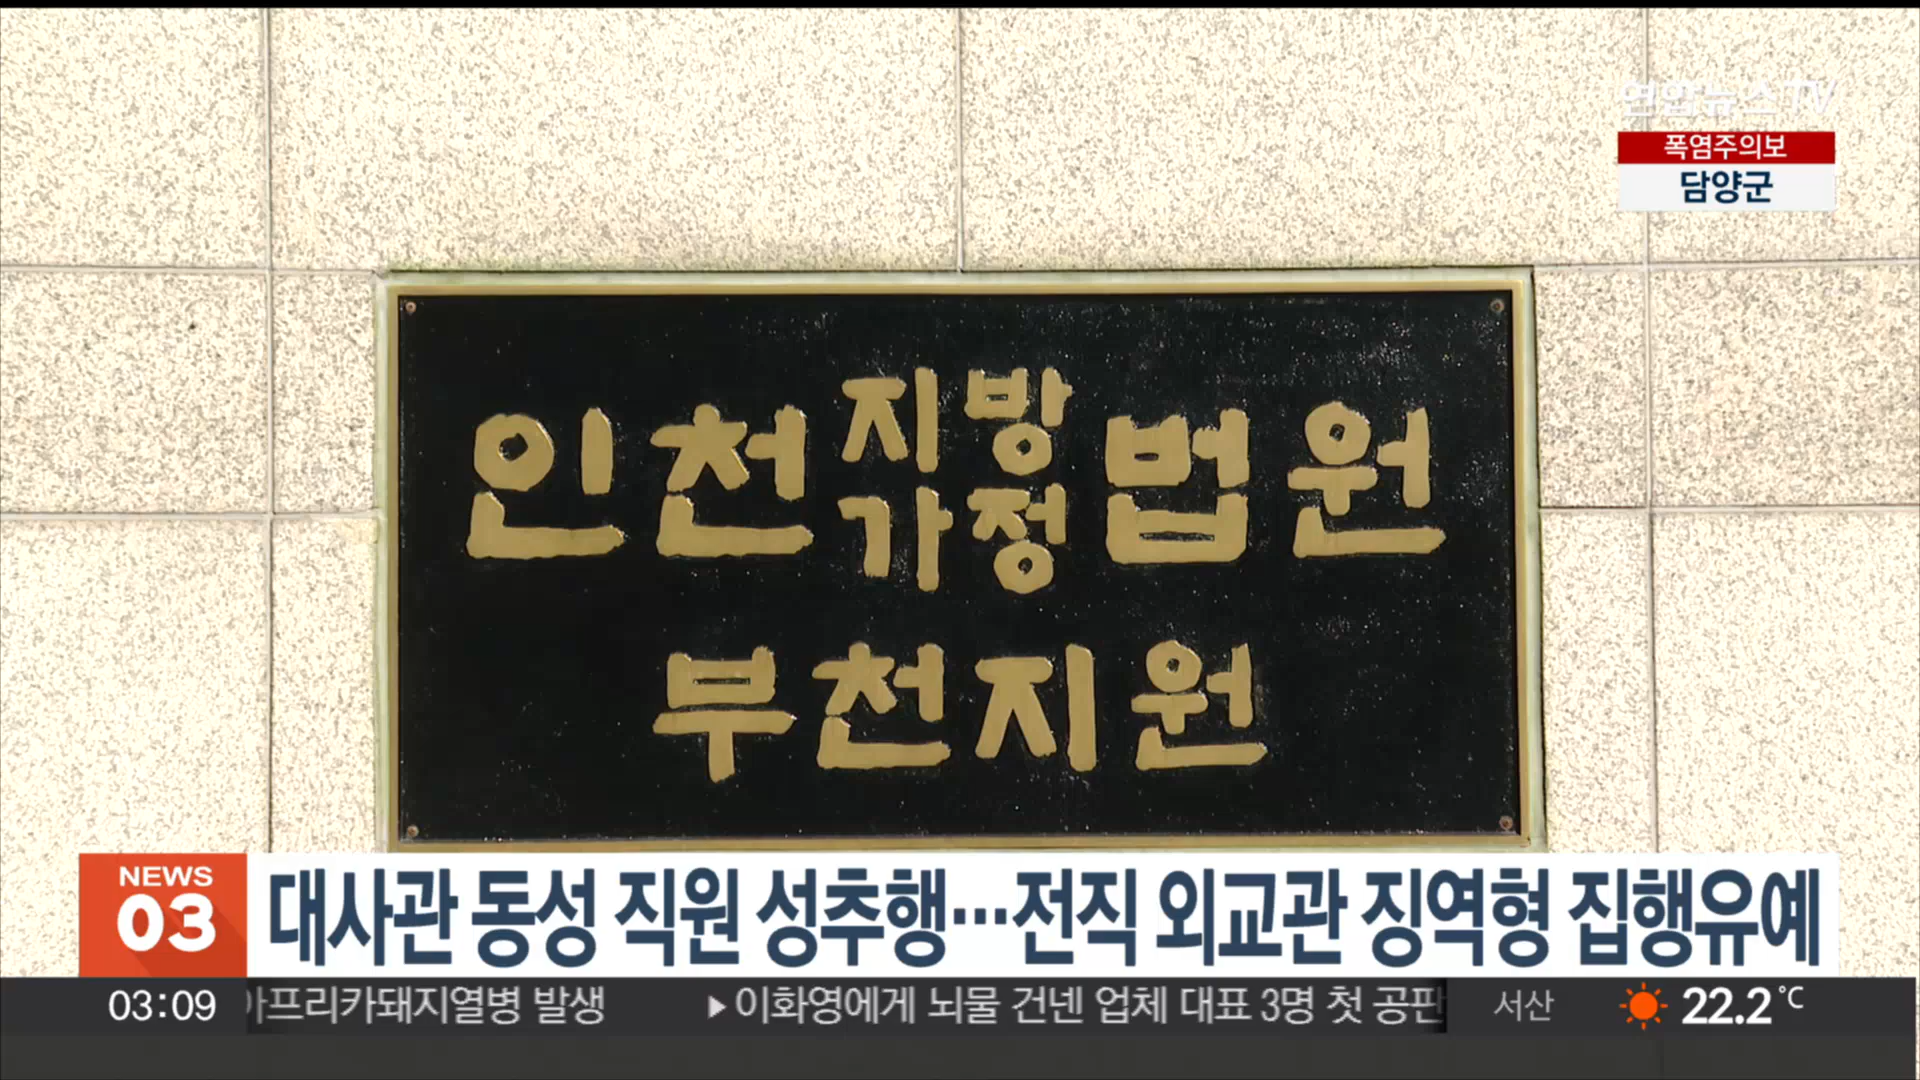 연합뉴스TV
폭염주의보
담양군
인천지방가정법원
부천지원
NEWS
03
대사관 동성 직원 성추행…전직 외교관 징역형 집행유예
03:09
아프리카돼지열병 발생 ▶이화영에게 뇌물 건넨 업체 대표 3명 첫 공판
서산 22.2℃